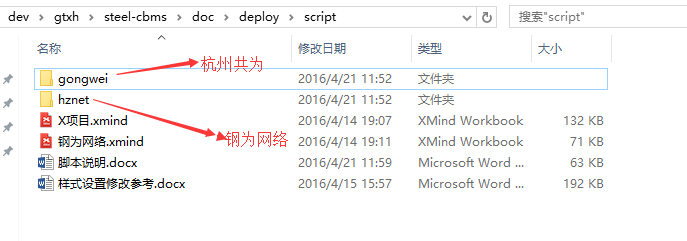 dev > gtxh > steel-cbms > doc > deploy > script
搜索"script"
名称 修改日期 类型 大小
杭州共为
gongwei 2016/4/21 11:52 文件夹
hznet 2016/4/21 11:52 文件夹
X项目.xmind 2016/4/14 19:07 XMind Workbook 132 KB
钢为网络
钢为网络.xmind 2016/4/14 19:11 XMind Workbook 71 KB
脚本说明.docx 2016/4/21 11:59 Microsoft Word ... 63 KB
样式设置修改参考.docx 2016/4/15 15:57 Microsoft Word ... 192 KB